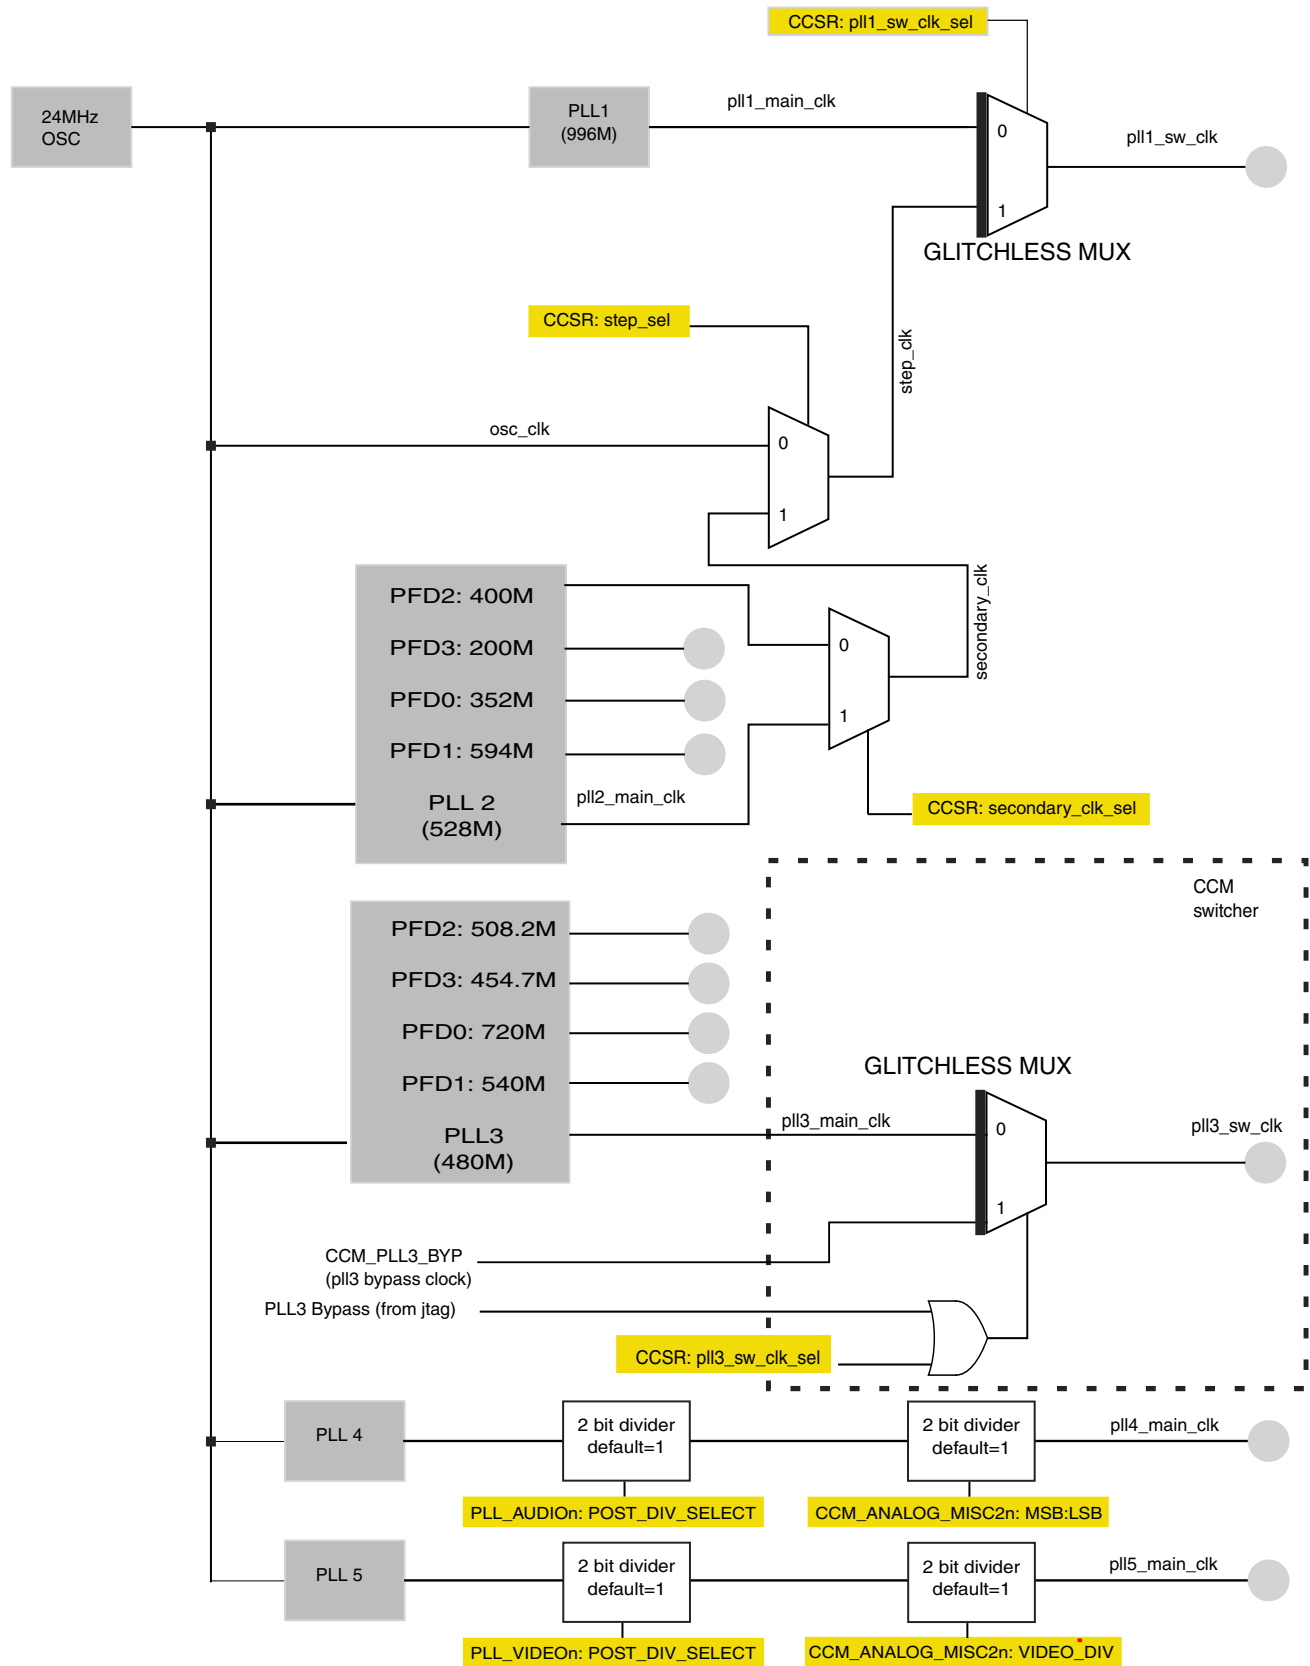 CCSR: pll1_sw_clk_sel
24MHz
OSC
PLL1
(996M)
pll1_main_clk
0
1
pll1_sw_clk
GLITCHLESS MUX
CCSR: step_sel
step_clk
osc_clk
0
1
secondary_clk
PFD2: 400M
PFD3: 200M
PFD0: 352M
PFD1: 594M
PLL 2
(528M)
pll2_main_clk
0
1
CCSR: secondary_clk_sel
CCM
switcher
PFD2: 508.2M
PFD3: 454.7M
PFD0: 720M
PFD1: 540M
PLL3
(480M)
GLITCHLESS MUX
pll3_main_clk
0
1
pll3_sw_clk
CCM_PLL3_BYP
(pll3 bypass clock)
PLL3 Bypass (from jtag)
CCSR: pll3_sw_clk_sel
PLL 4
2 bit divider
default=1
2 bit divider
default=1
pll4_main_clk
PLL_AUDIOn: POST_DIV_SELECT
CCM_ANALOG_MISC2n: MSB:LSB
PLL 5
2 bit divider
default=1
2 bit divider
default=1
pll5_main_clk
PLL_VIDEOn: POST_DIV_SELECT
CCM_ANALOG_MISC2n: VIDEO_DIV